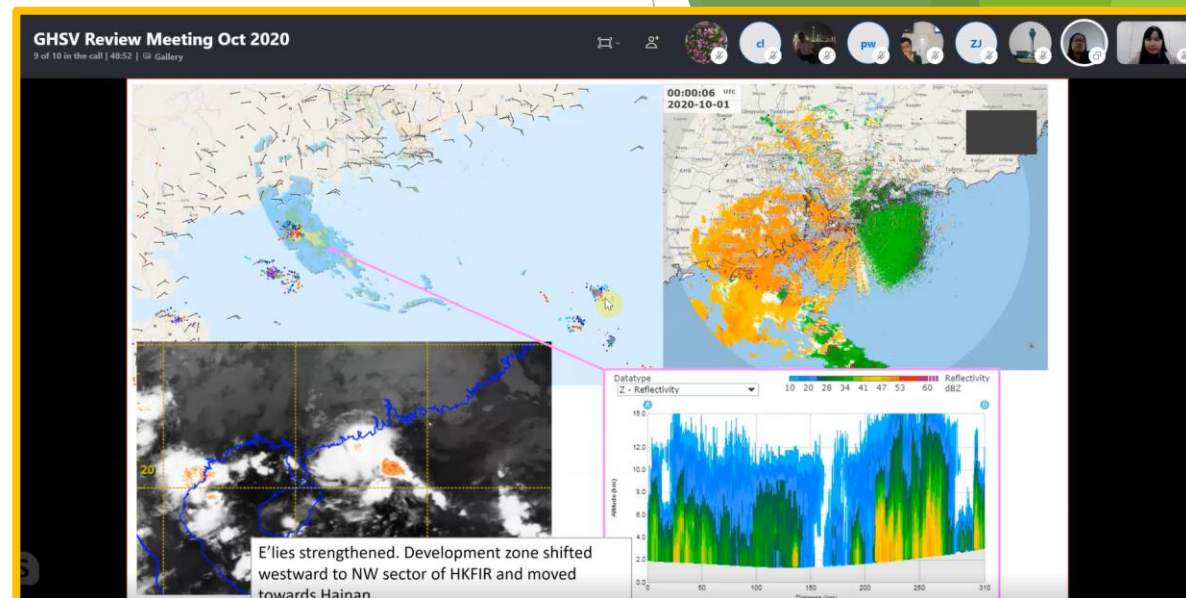 GHSV Review Meeting Oct 2020
9 of 10 in the call | 48:52 | Gallery
cl
pw
ZJ
00:00:06 UTC
2020-10-01
20
Datatype
Z - Reflectivity
10 20 28 34 41 47 53 60 Reflectivity
dBZ
A B
15.0
12.0
10.0
8.0
6.0
4.0
2.0
0.0
Altitude (km)
0 50 100 150 200 250 310
Distance (km)
E'lies strengthened. Development zone shifted
westward to NW sector of HKFIR and moved
towards Hainan